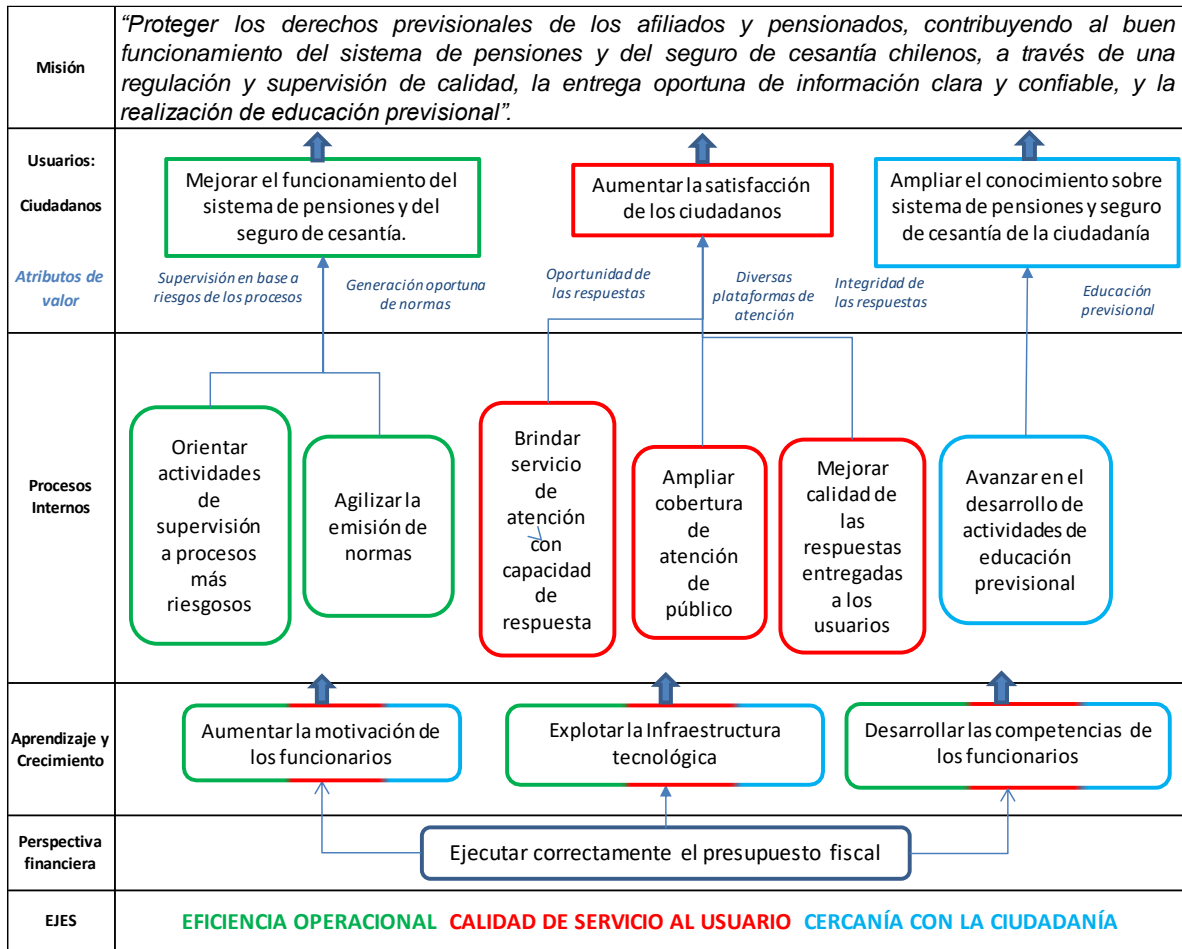 Misión
“Proteger los derechos previsionales de los afiliados y pensionados, contribuyendo al buen
funcionamiento del sistema de pensiones y del seguro de cesantía chilenos, a través de una
regulación y supervisión de calidad, la entrega oportuna de información clara y confiable, y la
realización de educación previsional”.
Usuarios:
Ciudadanos
Atributos de
valor
Mejorar el funcionamiento del
sistema de pensiones y del
seguro de cesantía.
Aumentar la satisfacción
de los ciudadanos
Ampliar el conocimiento sobre
sistema de pensiones y seguro
de cesantía de la ciudadanía
Supervisión en base a
riesgos de los procesos
Generación oportuna
de normas
Oportunidad de
las respuestas
Diversas
plataformas de
atención
Integridad de
las respuestas
Educación
previsional
Procesos
Internos
Orientar
actividades
de
supervisión
a procesos
más
riesgosos
Agilizar la
emisión de
normas
Brindar
servicio
de
atención
con
capacidad
de
respuesta
Ampliar
cobertura
de
atención
de
público
Mejorar
calidad de
las
respuestas
entregadas
a los
usuarios
Avanzar en el
desarrollo de
actividades de
educación
previsional
Aprendizaje y
Crecimiento
Aumentar la motivación de
los funcionarios
Explotar la Infraestructura
tecnológica
Desarrollar las competencias de
los funcionarios
Perspectiva
financiera
Ejecutar correctamente el presupuesto fiscal
EJES
EFICIENCIA OPERACIONAL CALIDAD DE SERVICIO AL USUARIO CERCANÍA CON LA CIUDADANÍA